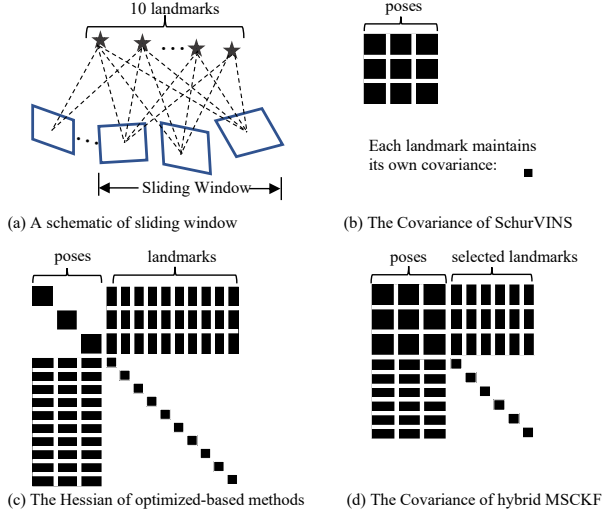 10 landmarks
Sliding Window
(a) A schematic of sliding window
poses
Each landmark maintains
its own covariance:
(b) The Covariance of SchurVINS
poses
landmarks
(c) The Hessian of optimized-based methods
poses
selected landmarks
(d) The Covariance of hybrid MSCKF